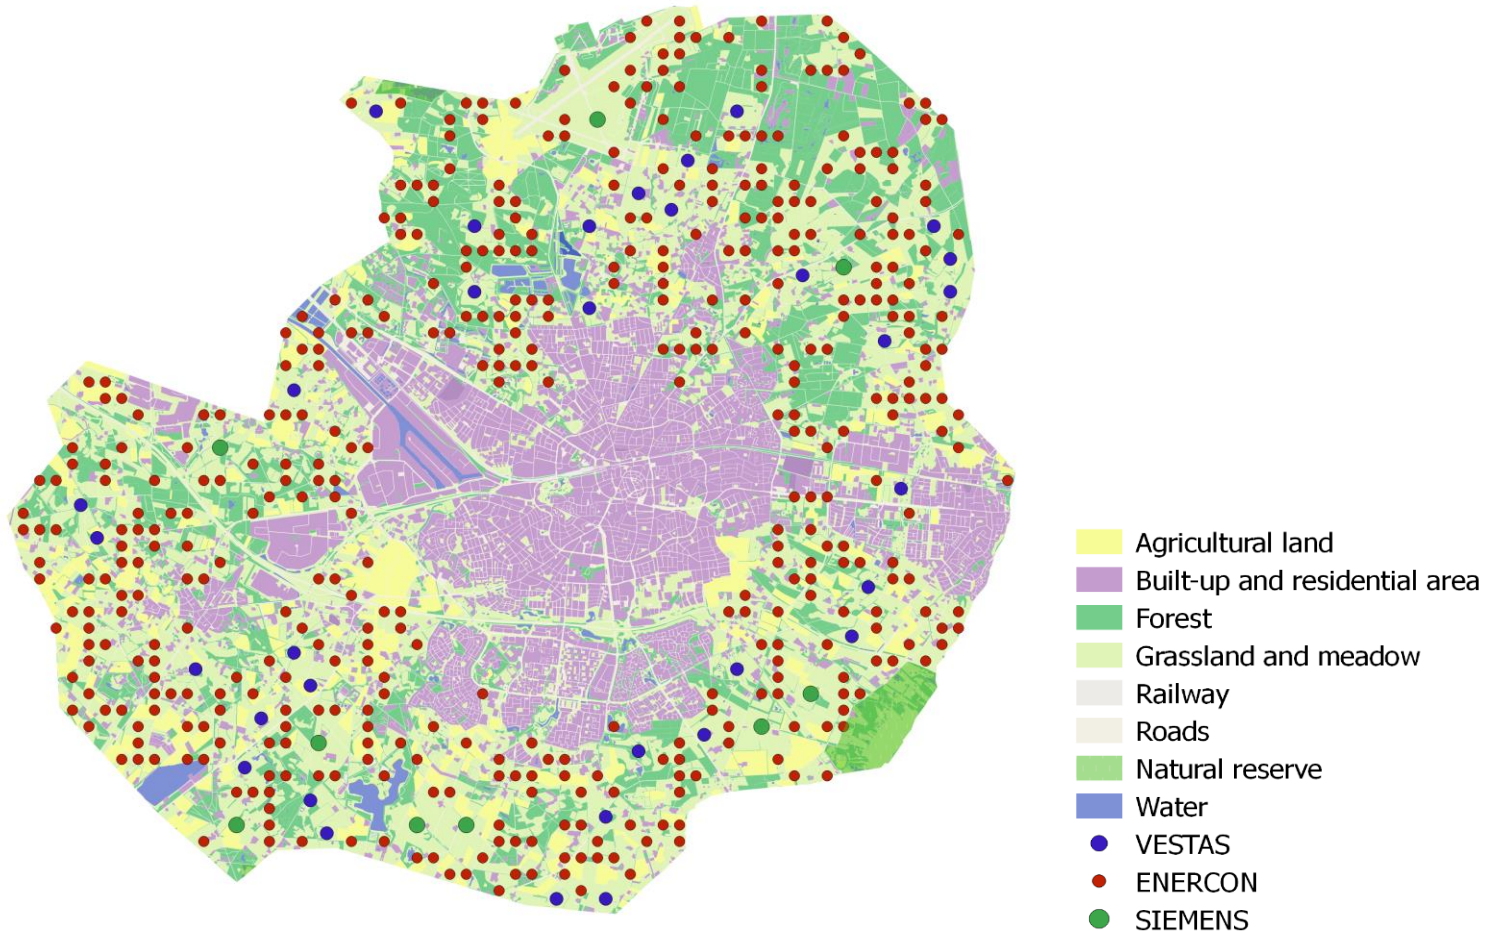 Agricultural land
Built-up and residential area
Forest
Grassland and meadow
Railway
Roads
Natural reserve
Water
VESTAS
ENERCON
SIEMENS